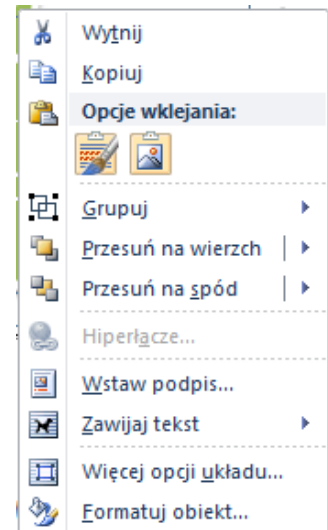 Wytnij
Kopiuj
Opcje wklejania:
Grupuj
Przesuń na wierzch
Przesuń na spód
Hiperłącze...
Wstaw podpis...
Zawijaj tekst
Więcej opcji układu...
Formatuj obiekt...